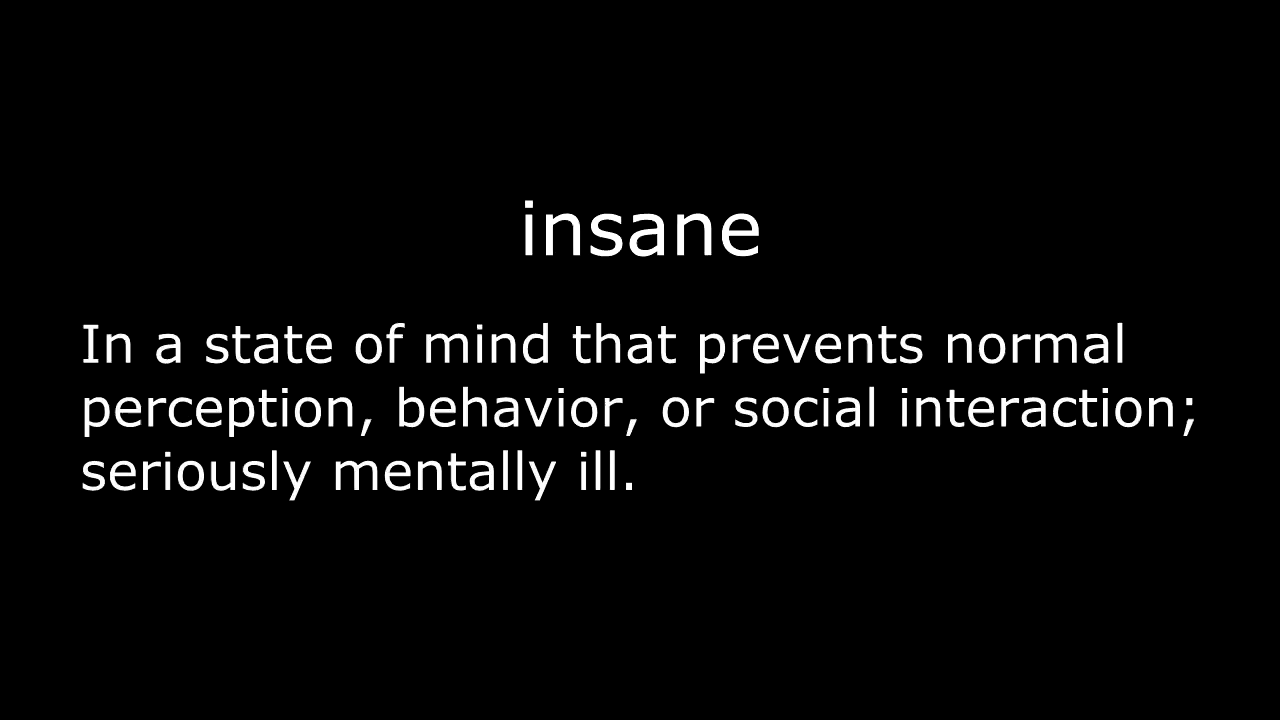 insane
In a state of mind that prevents normal
perception, behavior, or social interaction;
seriously mentally ill.